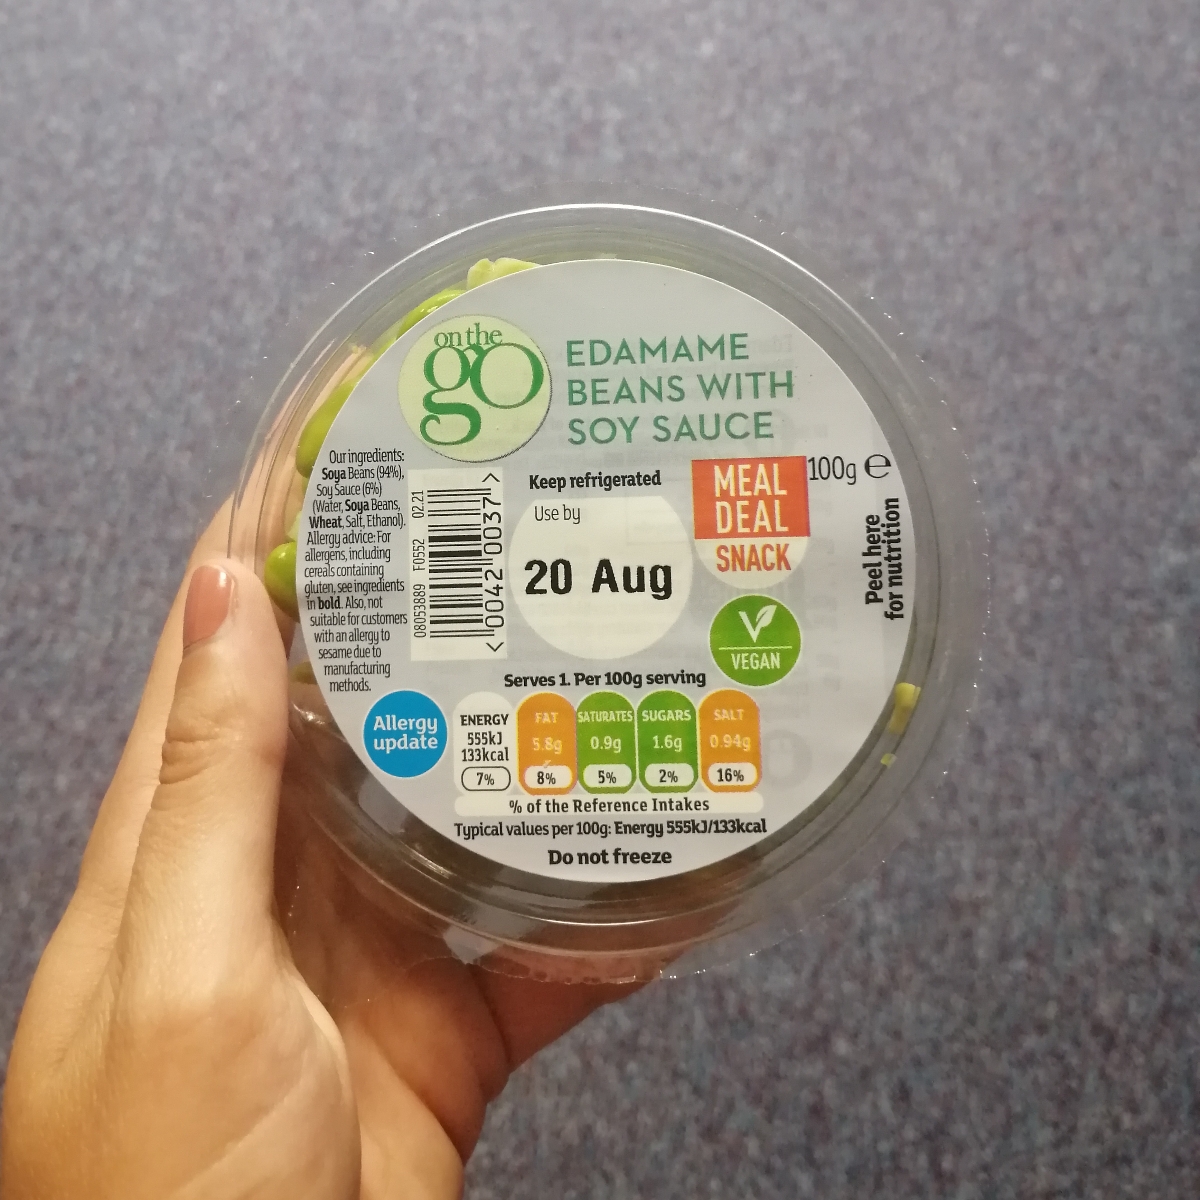 on the
go
EDAMAME
BEANS WITH
SOY SAUCE
Our ingredients:
Soya Beans (94%),
Soy Sauce (6%)
(Water, Soya Beans,
Wheat, Salt, Ethanol).
Allergy advice: For
allergens, including
cereals containing
gluten, see ingredients
in bold. Also, not
suitable for customers
with an allergy to
sesame due to
manufacturing
methods.
08053889 F0552 02.21
< 0042 0037 >
Keep refrigerated
Use by
20 Aug
MEAL
DEAL
SNACK
100g e
Peel here
for nutrition
VEGAN
Serves 1. Per 100g serving
Allergy
update
ENERGY
555kJ
133kcal
7%
FAT
5.8g
8%
SATURATES
0.9g
5%
SUGARS
1.6g
2%
SALT
0.94g
16%
% of the Reference Intakes
Typical values per 100g: Energy 555kJ/133kcal
Do not freeze